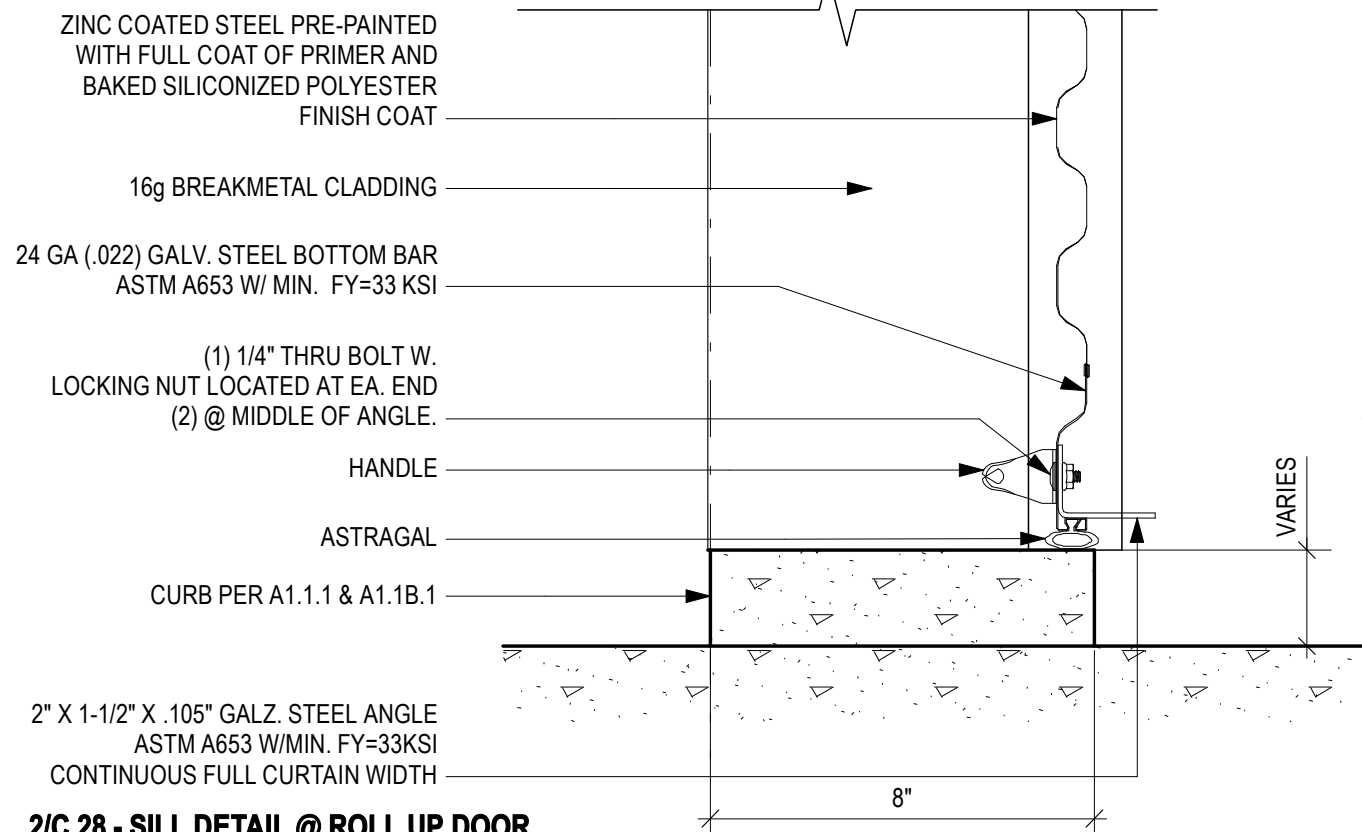 ZINC COATED STEEL PRE-PAINTED
WITH FULL COAT OF PRIMER AND
BAKED SILICONIZED POLYESTER
FINISH COAT
16g BREAKMETAL CLADDING
24 GA (.022) GALV. STEEL BOTTOM BAR
ASTM A653 W/ MIN. FY=33 KSI
(1) 1/4" THRU BOLT W.
LOCKING NUT LOCATED AT EA. END
(2) @ MIDDLE OF ANGLE.
HANDLE
ASTRAGAL
CURB PER A1.1.1 & A1.1B.1
2" X 1-1/2" X .105" GALZ. STEEL ANGLE
ASTM A653 W/MIN. FY=33KSI
CONTINUOUS FULL CURTAIN WIDTH
VARIES
8"
2/C 28 - SILL DETAIL @ ROLL UP DOOR